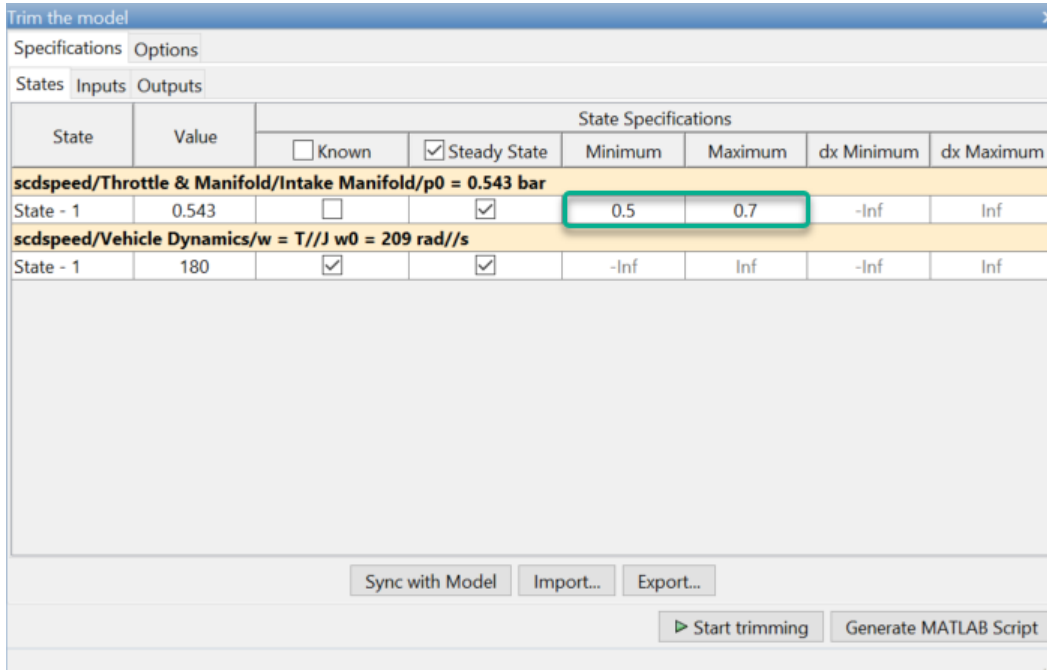 Trim the model
Specifications Options
States Inputs Outputs
State Value State Specifications
Known Steady State Minimum Maximum dx Minimum dx Maximum
scdspeed/Throttle & Manifold/Intake Manifold/p0 = 0.543 bar
State - 1 0.543 0.5 0.7 -Inf Inf
scdspeed/Vehicle Dynamics/w = T//J w0 = 209 rad//s
State - 1 180 -Inf Inf -Inf Inf
Sync with Model Import... Export...
Start trimming Generate MATLAB Script